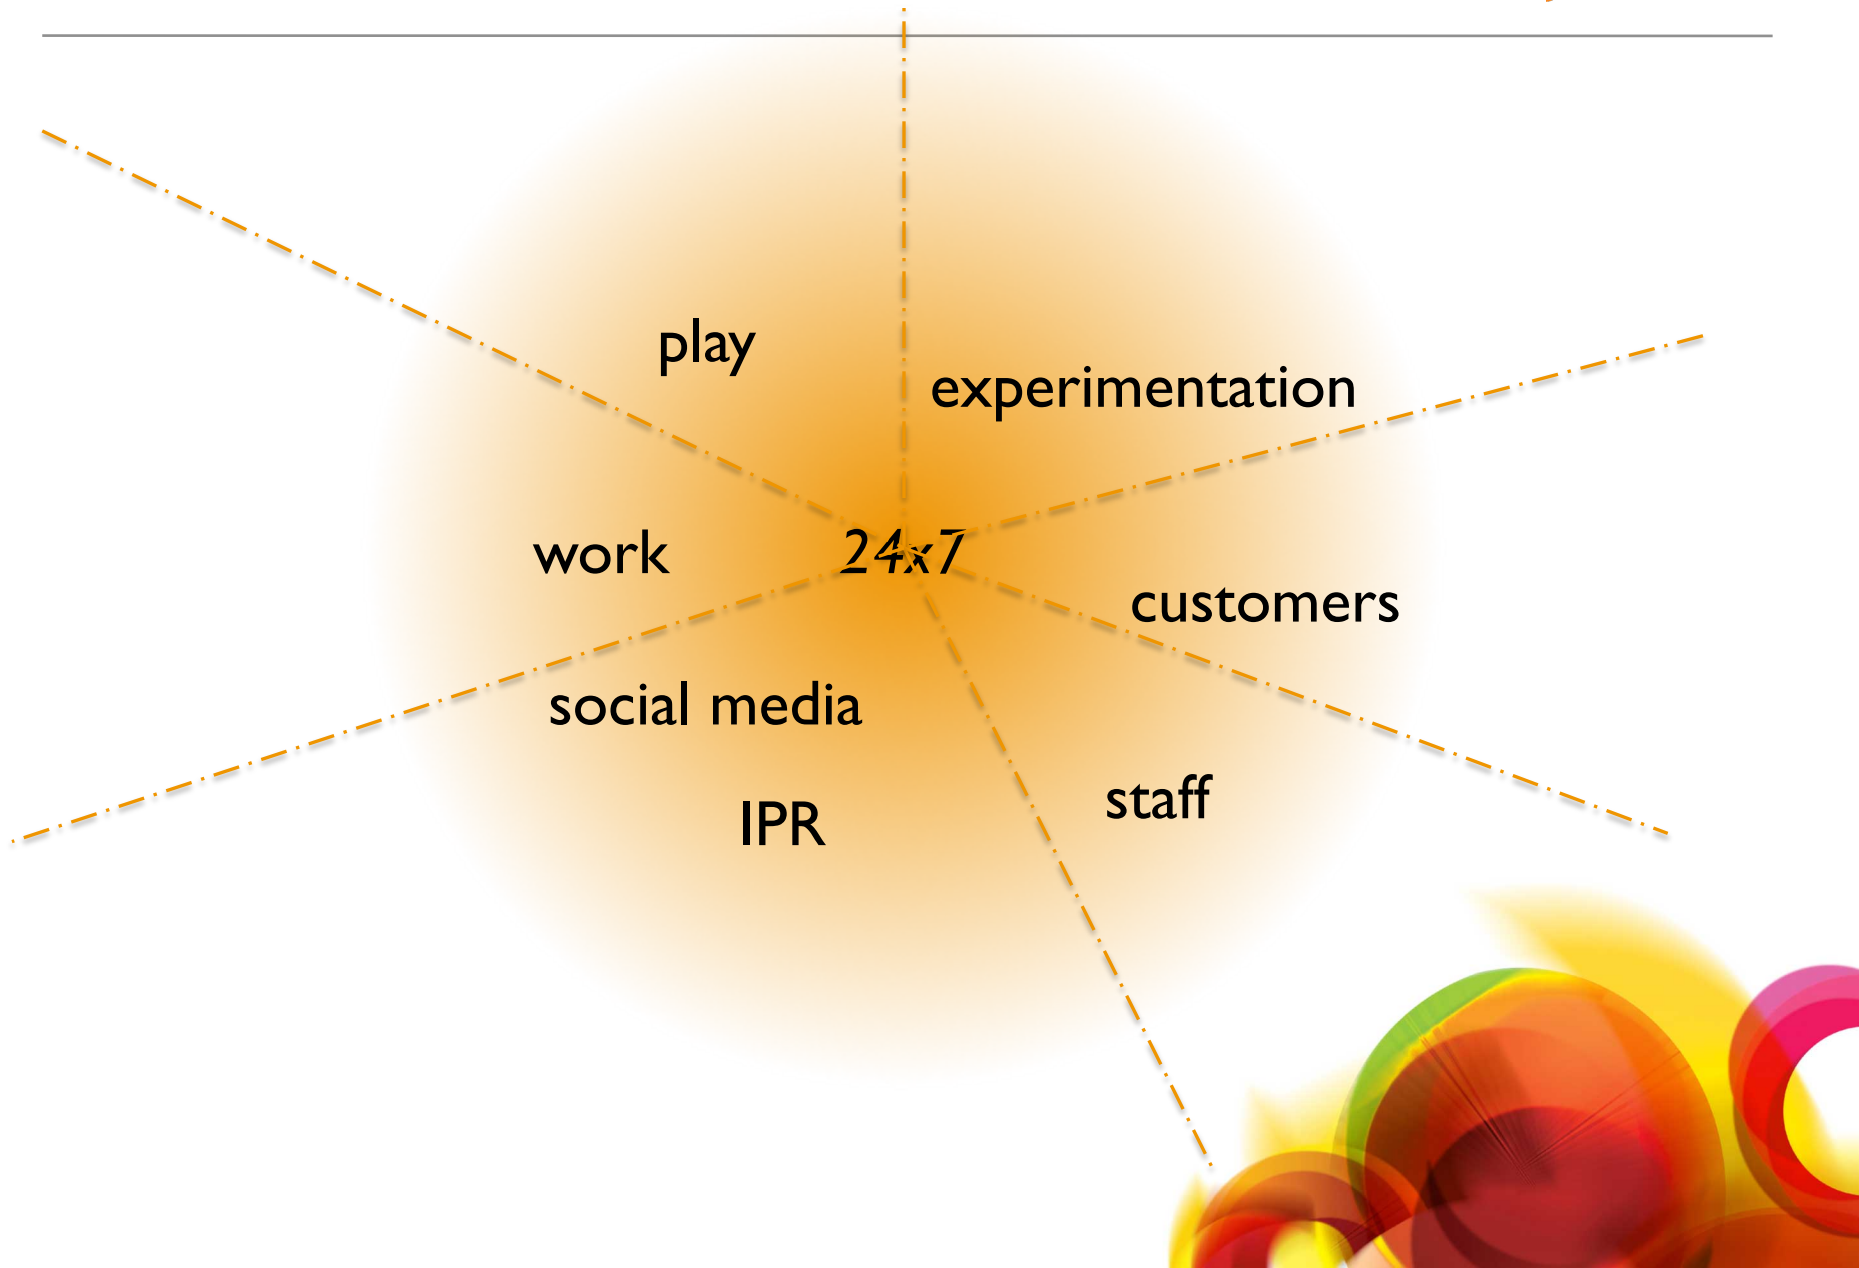 play
experimentation
work
24x7
customers
social media
staff
IPR